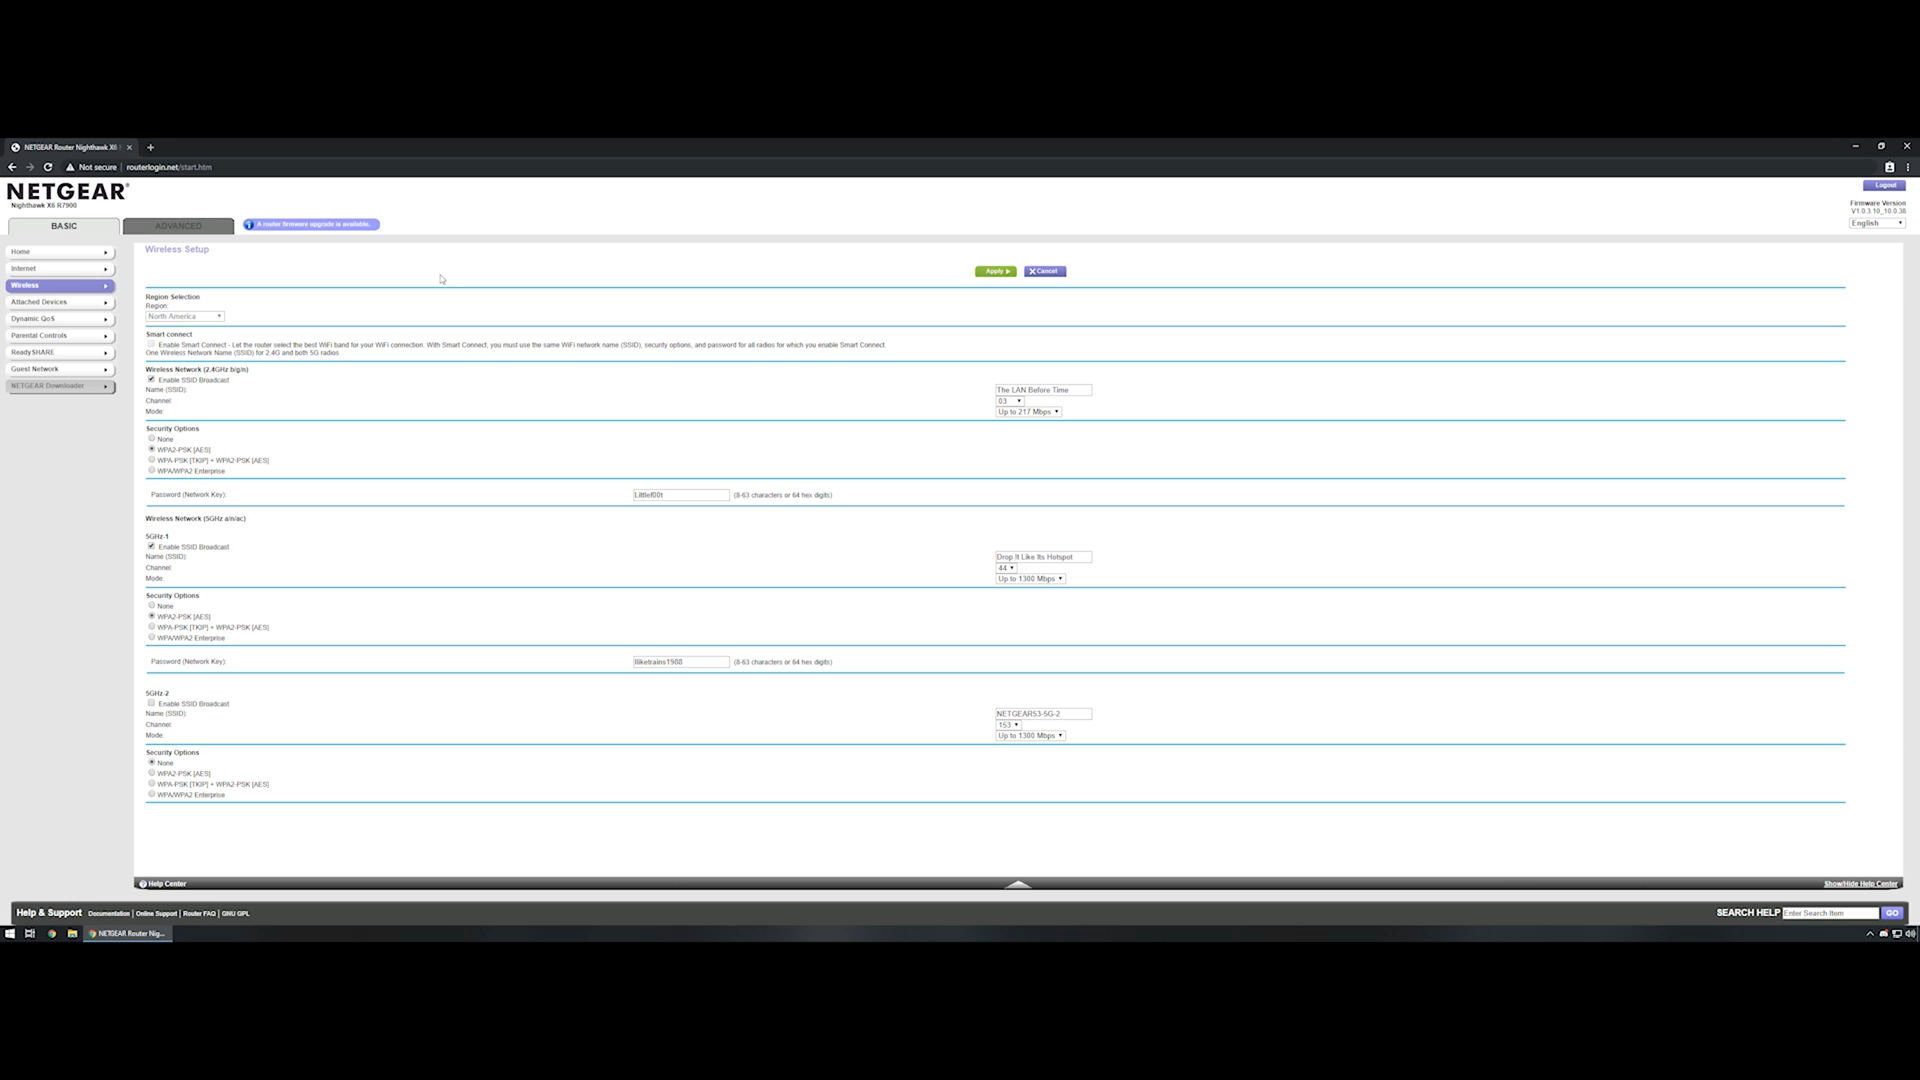 NETGEAR Router Nighthawk X6
Not secure | routerlogin.net/start.htm
NETGEAR®
Nighthawk X6 R7900
Logout
Firmware Version
V1.0.3.10_10.0.38
English
BASIC
ADVANCED
A router firmware upgrade is available.
Home
Internet
Wireless
Attached Devices
Dynamic QoS
Parental Controls
ReadySHARE
Guest Network
NETGEAR Downloader
Wireless Setup
Apply
Cancel
Region Selection
Region:
North America
Smart connect
Enable Smart Connect - Let the router select the best WiFi band for your WiFi connection. With Smart Connect, you must use the same WiFi network name (SSID), security options, and password for all radios for which you enable Smart Connect.
One Wireless Network Name (SSID) for 2.4G and both 5G radios
Wireless Network (2.4GHz b/g/n)
Enable SSID Broadcast
Name (SSID): The LAN Before Time
Channel: 03
Mode: Up to 217 Mbps
Security Options
None
WPA2-PSK [AES]
WPA-PSK [TKIP] + WPA2-PSK [AES]
WPA/WPA2 Enterprise
Password (Network Key): Littlef00t (8-63 characters or 64 hex digits)
Wireless Network (5GHz a/n/ac)
5GHz-1
Enable SSID Broadcast
Name (SSID): Drop It Like Its Hotspot
Channel: 44
Mode: Up to 1300 Mbps
Security Options
None
WPA2-PSK [AES]
WPA-PSK [TKIP] + WPA2-PSK [AES]
WPA/WPA2 Enterprise
Password (Network Key): Iliketrains1988 (8-63 characters or 64 hex digits)
5GHz-2
Enable SSID Broadcast
Name (SSID): NETGEAR53-5G-2
Channel: 153
Mode: Up to 1300 Mbps
Security Options
None
WPA2-PSK [AES]
WPA-PSK [TKIP] + WPA2-PSK [AES]
WPA/WPA2 Enterprise
Help Center
Show/Hide Help Center
Help & Support Documentation | Online Support | Router FAQ | GNU GPL
SEARCH HELP Enter Search Item GO
NETGEAR Router Nig...